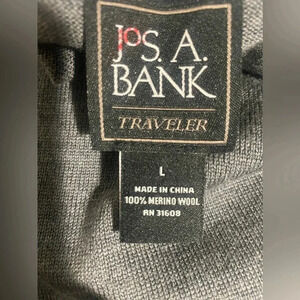 JOS. A.
BANK
TRAVELER
L
MADE IN CHINA
100% MERINO WOOL
RN 31608